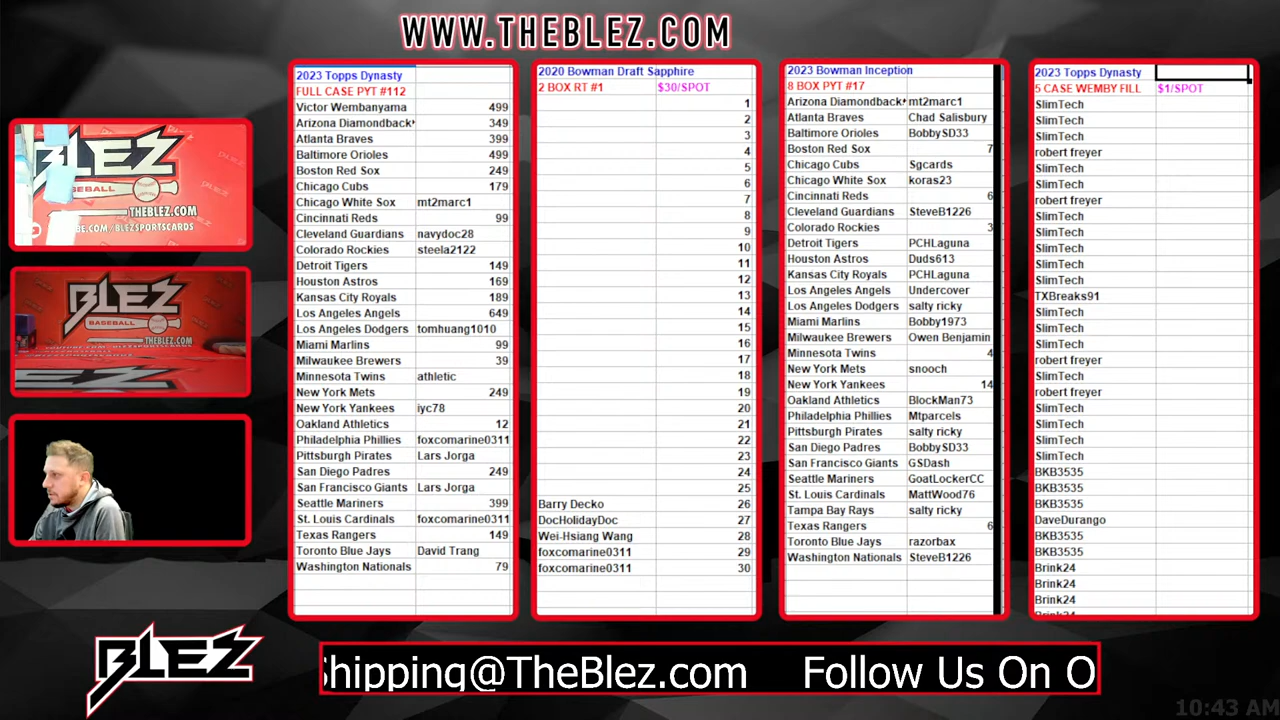 WWW.THEBLEZ.COM
2023 Topps Dynasty
FULL CASE PYT #112
Victor Wembanyama 499
Arizona Diamondback 349
Atlanta Braves 399
Baltimore Orioles 499
Boston Red Sox 249
Chicago Cubs 179
Chicago White Sox mt2marc1
Cincinnati Reds 99
Cleveland Guardians navydoc28
Colorado Rockies steela2122
Detroit Tigers 149
Houston Astros 169
Kansas City Royals 189
Los Angeles Angels 649
Los Angeles Dodgers tomhuang1010
Miami Marlins 99
Milwaukee Brewers 39
Minnesota Twins athletic
New York Mets 249
New York Yankees iyc78
Oakland Athletics 12
Philadelphia Phillies foxcomarine0311
Pittsburgh Pirates Lars Jorga
San Diego Padres 249
San Francisco Giants Lars Jorga
Seattle Mariners 399
St. Louis Cardinals foxcomarine0311
Texas Rangers 149
Toronto Blue Jays David Trang
Washington Nationals 79
2020 Bowman Draft Sapphire
2 BOX RT #1 $30/SPOT
1
2
3
4
5
6
7
8
9
10
11
12
13
14
15
16
17
18
19
20
21
22
23
24
25
Barry Decko 26
DocHolidayDoc 27
Wei-Hsiang Wang 28
foxcomarine0311 29
foxcomarine0311 30
2023 Bowman Inception
8 BOX PYT #17
Arizona Diamondback mt2marc1
Atlanta Braves Chad Salisbury
Baltimore Orioles BobbySD33
Boston Red Sox 7
Chicago Cubs Sgcards
Chicago White Sox koras23
Cincinnati Reds 6
Cleveland Guardians SteveB1226
Colorado Rockies 3
Detroit Tigers PCHLaguna
Houston Astros Duds613
Kansas City Royals PCHLaguna
Los Angeles Angels Undercover
Los Angeles Dodgers salty ricky
Miami Marlins Bobby1973
Milwaukee Brewers Owen Benjamin
Minnesota Twins 4
New York Mets snooch
New York Yankees 14
Oakland Athletics BlockMan73
Philadelphia Phillies Mtparcels
Pittsburgh Pirates salty ricky
San Diego Padres BobbySD33
San Francisco Giants GSDash
Seattle Mariners GoatLockerCC
St. Louis Cardinals MattWood76
Tampa Bay Rays salty ricky
Texas Rangers 6
Toronto Blue Jays razorbax
Washington Nationals SteveB1226
2023 Topps Dynasty
5 CASE WEMBY FILL $1/SPOT
SlimTech
SlimTech
SlimTech
robert freyer
SlimTech
SlimTech
robert freyer
SlimTech
SlimTech
SlimTech
SlimTech
SlimTech
TXBreaks91
SlimTech
SlimTech
SlimTech
robert freyer
SlimTech
robert freyer
SlimTech
SlimTech
SlimTech
SlimTech
BKB3535
BKB3535
BKB3535
DaveDurango
BKB3535
BKB3535
Brink24
Brink24
Brink24
Brink24
BLEZ
BASEBALL
THEBLEZ.COM
BE.COM/BLEZSPORTSCARDS
BLEZ
BASEBALL
THEBLEZ.COM
BLEZ
Shipping@TheBlez.com Follow Us On O
10:43 AM